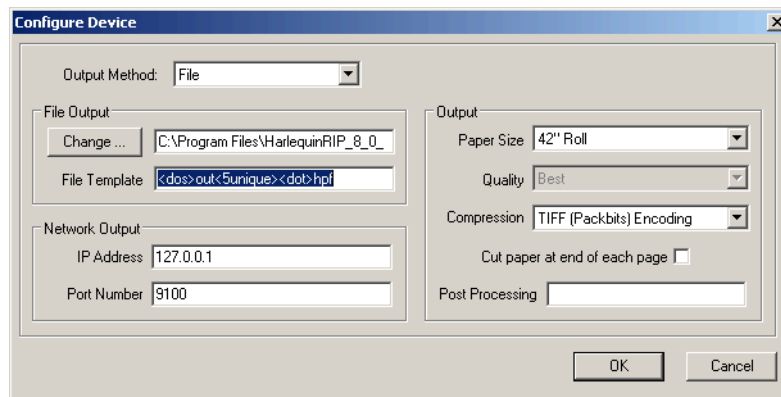 Configure Device
Output Method: File
File Output
Change ... C:\Program Files\HarlequinRIP_8_0_
File Template <dos>out<5unique><dot>hpf
Network Output
IP Address 127.0.0.1
Port Number 9100
Output
Paper Size 42" Roll
Quality Best
Compression TIFF (Packbits) Encoding
Cut paper at end of each page
Post Processing
OK Cancel